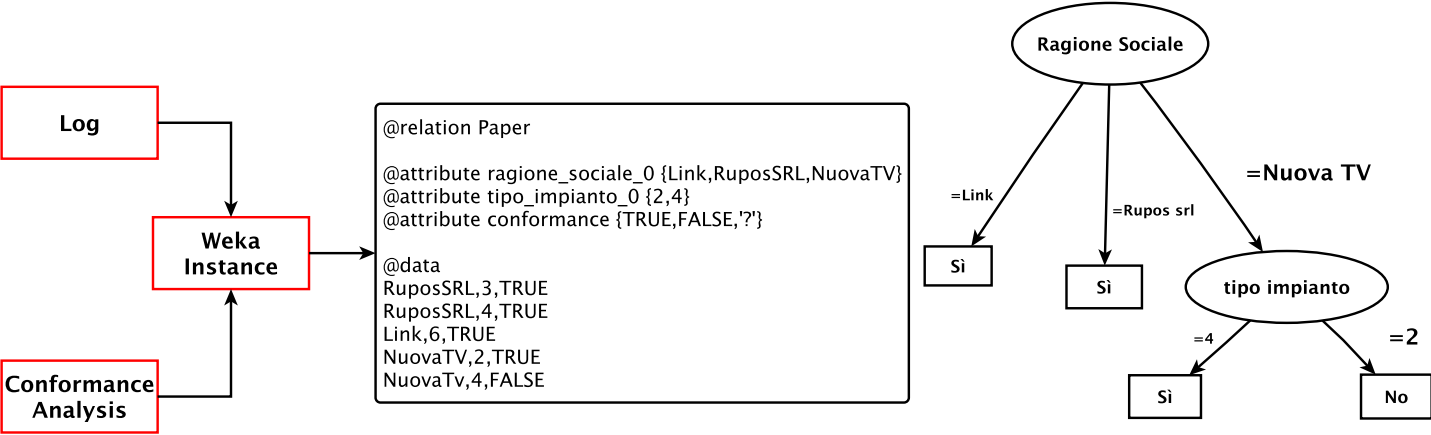 Log
Weka
Instance
Conformance
Analysis
@relation Paper
@attribute ragione_sociale_0 {Link,RuposSRL,NuovaTV}
@attribute tipo_impianto_0 {2,4}
@attribute conformance {TRUE,FALSE,'?'}
@data
RuposSRL,3,TRUE
RuposSRL,4,TRUE
Link,6,TRUE
NuovaTV,2,TRUE
NuovaTv,4,FALSE
Ragione Sociale
=Link
=Rupos srl
=Nuova TV
Sì
Sì
tipo impianto
=4
=2
Sì
No